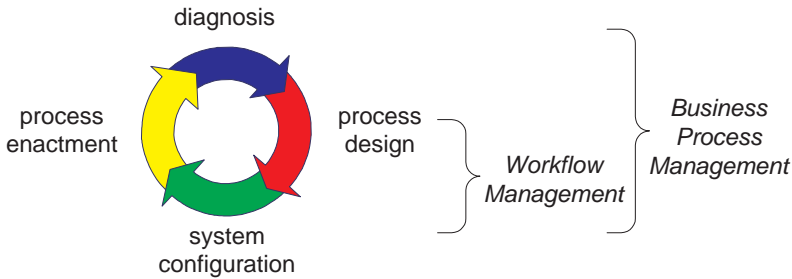 diagnosis
process
enactment
process
design
system
configuration
Workflow
Management
Business
Process
Management